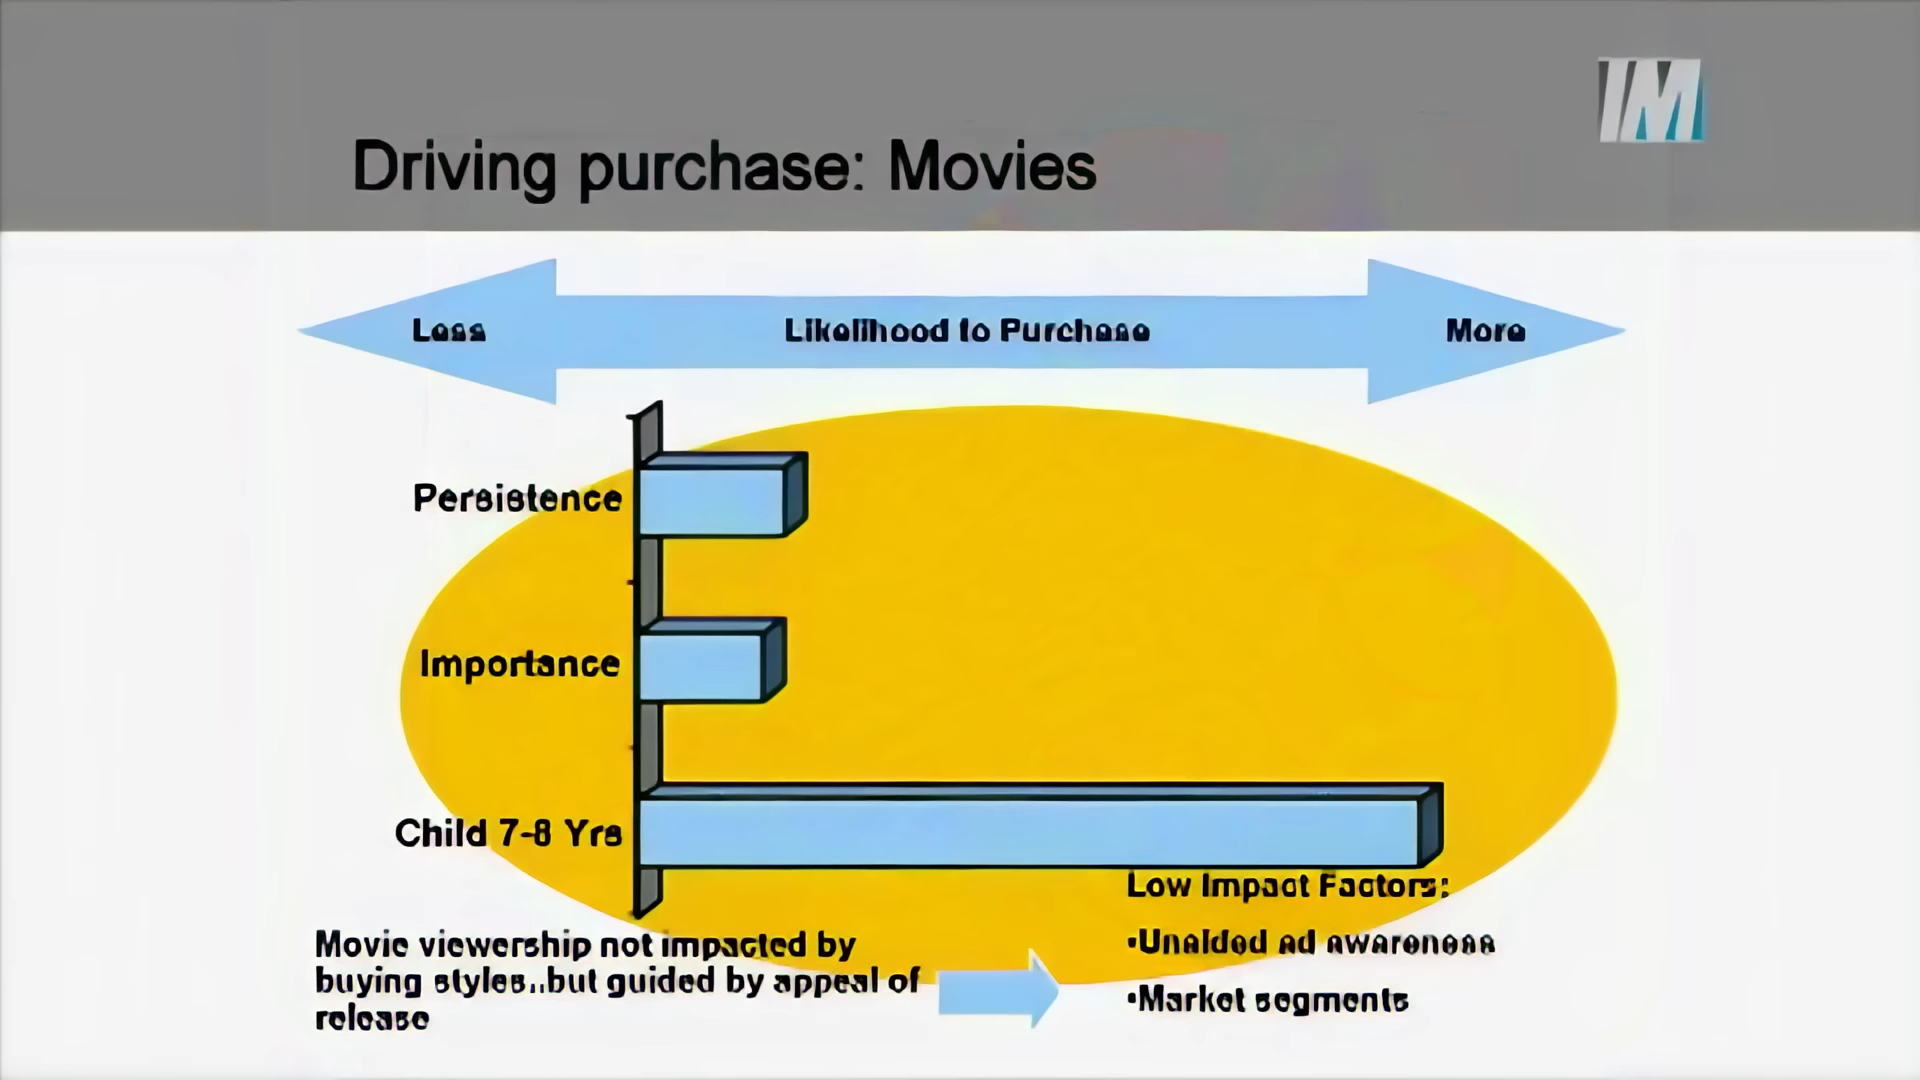 IM
Driving purchase: Movies
Less
Likelihood to Purchase
More
Persistence
Importance
Child 7-8 Yrs
Movie viewership not impacted by
buying styles..but guided by appeal of
release
Low Impact Factors:
•Unaided ad awareness
•Market segments